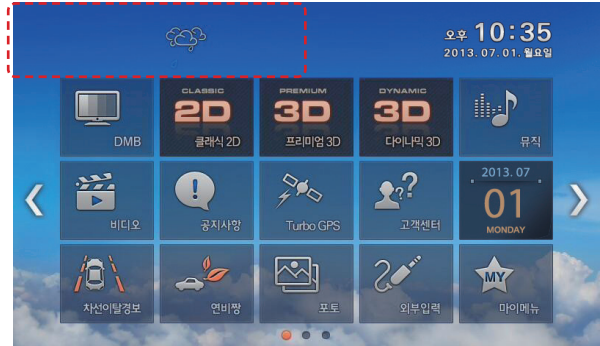 오후 10:35
2013. 07. 01. 월요일
DMB
CLASSIC
2D
클래식 2D
PREMIUM
3D
프리미엄 3D
DYNAMIC
3D
다이나믹 3D
뮤직
비디오
공지사항
Turbo GPS
고객센터
2013. 07
01
MONDAY
차선이탈경보
연비짱
포토
외부입력
MY
마이메뉴